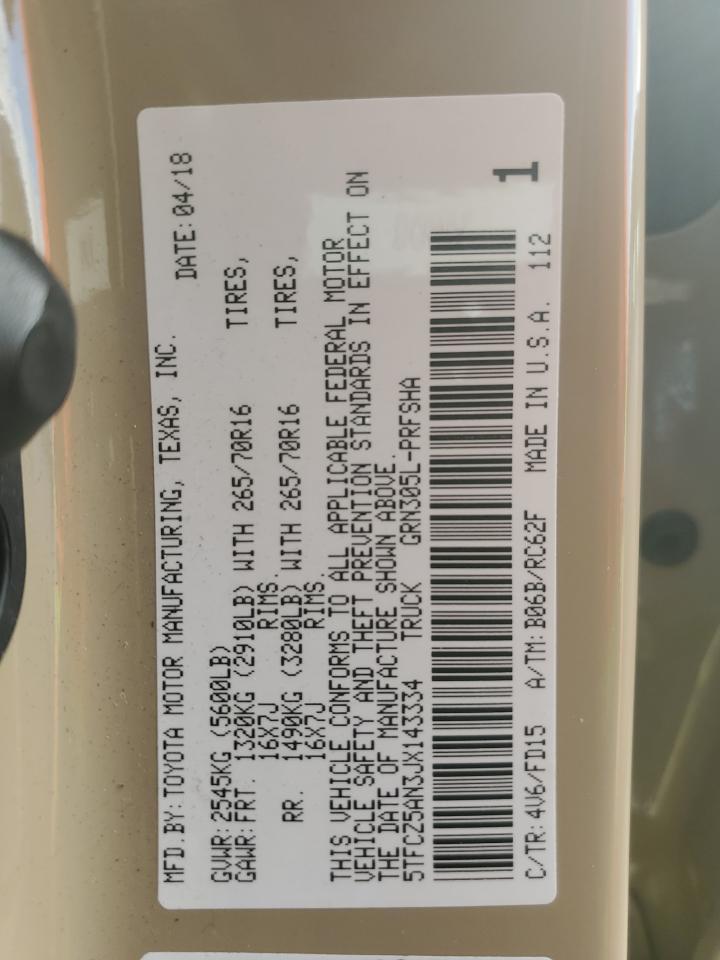 MFD.BY: TOYOTA MOTOR MANUFACTURING, TEXAS, INC.
DATE: 04/18
GVWR: 2545KG (5600LB)
GAWR: FRT. 1320KG (2910LB) WITH 265/70R16 TIRES,
16X7J RIMS.
RR. 1490KG (3280LB) WITH 265/70R16 TIRES,
16X7J RIMS.
THIS VEHICLE CONFORMS TO ALL APPLICABLE FEDERAL MOTOR
VEHICLE SAFETY AND THEFT PREVENTION STANDARDS IN EFFECT ON
THE DATE OF MANUFACTURE SHOWN ABOVE.
5TFCZ5AN3JX143334 TRUCK GRN305L-PRFSHA
1
C/TR: 4V6/FD15 A/TM: B06B/RC62F MADE IN U.S.A. 112